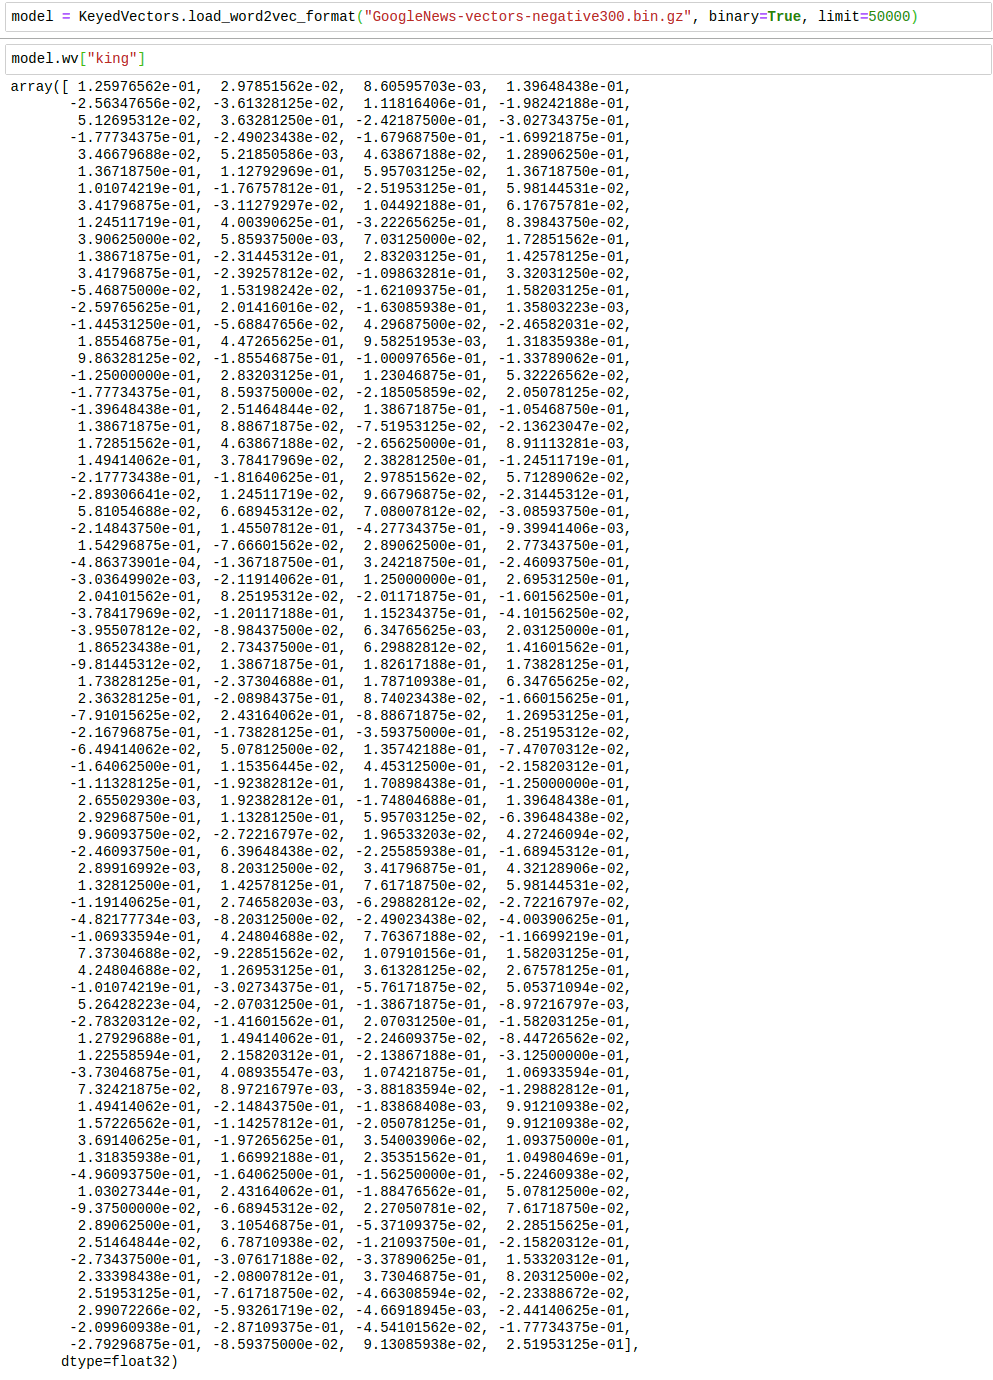 model = KeyedVectors.load_word2vec_format("GoogleNews-vectors-negative300.bin.gz", binary=True, limit=50000)
model.wv["king"]
array([ 1.25976562e-01,  2.97851562e-02,  8.60595703e-03,  1.39648438e-01,
       -2.56347656e-02, -3.61328125e-02,  1.11816406e-01, -1.98242188e-01,
        5.12695312e-02,  3.63281250e-01, -2.42187500e-01, -3.02734375e-01,
       -1.77734375e-01, -2.49023438e-02, -1.67968750e-01, -1.69921875e-01,
        3.46679688e-02,  5.21850586e-03,  4.63867188e-02,  1.28906250e-01,
        1.36718750e-01,  1.12792969e-01,  5.95703125e-02,  1.36718750e-01,
        1.01074219e-01, -1.76757812e-01, -2.51953125e-01,  5.98144531e-02,
        3.41796875e-01, -3.11279297e-02,  1.04492188e-01,  6.17675781e-02,
        1.24511719e-01,  4.00390625e-01, -3.22265625e-01,  8.39843750e-02,
        3.90625000e-02,  5.85937500e-03,  7.03125000e-02,  1.72851562e-01,
        1.38671875e-01, -2.31445312e-01,  2.83203125e-01,  1.42578125e-01,
        3.41796875e-01, -2.39257812e-02, -1.09863281e-01,  3.32031250e-02,
       -5.46875000e-02,  1.53198242e-02, -1.62109375e-01,  1.58203125e-01,
       -2.59765625e-01,  2.01416016e-02, -1.63085938e-01,  1.35803223e-03,
       -1.44531250e-01, -5.68847656e-02,  4.29687500e-02, -2.46582031e-02,
        1.85546875e-01,  4.47265625e-01,  9.58251953e-03,  1.31835938e-01,
        9.86328125e-02, -1.85546875e-01, -1.00097656e-01, -1.33789062e-01,
       -1.25000000e-01,  2.83203125e-01,  1.23046875e-01,  5.32226562e-02,
       -1.77734375e-01,  8.59375000e-02, -2.18505859e-02,  2.05078125e-02,
       -1.39648438e-01,  2.51464844e-02,  1.38671875e-01, -1.05468750e-01,
        1.38671875e-01,  8.88671875e-02, -7.51953125e-02, -2.13623047e-02,
        1.72851562e-01,  4.63867188e-02, -2.65625000e-01,  8.91113281e-03,
        1.49414062e-01,  3.78417969e-02,  2.38281250e-01, -1.24511719e-01,
       -2.17773438e-01, -1.81640625e-01,  2.97851562e-02,  5.71289062e-02,
       -2.89306641e-02,  1.24511719e-02,  9.66796875e-02, -2.31445312e-01,
        5.81054688e-02,  6.68945312e-02,  7.08007812e-02, -3.08593750e-01,
       -2.14843750e-01,  1.45507812e-01, -4.27734375e-01, -9.39941406e-03,
        1.54296875e-01, -7.66601562e-02,  2.89062500e-01,  2.77343750e-01,
       -4.86373901e-04, -1.36718750e-01,  3.24218750e-01, -2.46093750e-01,
       -3.03649902e-03, -2.11914062e-01,  1.25000000e-01,  2.69531250e-01,
        2.04101562e-01,  8.25195312e-02, -2.01171875e-01, -1.60156250e-01,
       -3.78417969e-02, -1.20117188e-01,  1.15234375e-01, -4.10156250e-02,
       -3.95507812e-02, -8.98437500e-02,  6.34765625e-03,  2.03125000e-01,
        1.86523438e-01,  2.73437500e-01,  6.29882812e-02,  1.41601562e-01,
       -9.81445312e-02,  1.38671875e-01,  1.82617188e-01,  1.73828125e-01,
        1.73828125e-01, -2.37304688e-01,  1.78710938e-01,  6.34765625e-02,
        2.36328125e-01, -2.08984375e-01,  8.74023438e-02, -1.66015625e-01,
       -7.91015625e-02,  2.43164062e-01, -8.88671875e-02,  1.26953125e-01,
       -2.16796875e-01, -1.73828125e-01, -3.59375000e-01, -8.25195312e-02,
       -6.49414062e-02,  5.07812500e-02,  1.35742188e-01, -7.47070312e-02,
       -1.64062500e-01,  1.15356445e-02,  4.45312500e-01, -2.15820312e-01,
       -1.11328125e-01, -1.92382812e-01,  1.70898438e-01, -1.25000000e-01,
        2.65502930e-03,  1.92382812e-01, -1.74804688e-01,  1.39648438e-01,
        2.92968750e-01,  1.13281250e-01,  5.95703125e-02, -6.39648438e-02,
        9.96093750e-02, -2.72216797e-02,  1.96533203e-02,  4.27246094e-02,
       -2.46093750e-01,  6.39648438e-02, -2.25585938e-01, -1.68945312e-01,
        2.89916992e-03,  8.20312500e-02,  3.41796875e-01,  4.32128906e-02,
        1.32812500e-01,  1.42578125e-01,  7.61718750e-02,  5.98144531e-02,
       -1.19140625e-01,  2.74658203e-03, -6.29882812e-02, -2.72216797e-02,
       -4.82177734e-03, -8.20312500e-02, -2.49023438e-02, -4.00390625e-01,
       -1.06933594e-01,  4.24804688e-02,  7.76367188e-02, -1.16699219e-01,
        7.37304688e-02, -9.22851562e-02,  1.07910156e-01,  1.58203125e-01,
        4.24804688e-02,  1.26953125e-01,  3.61328125e-02,  2.67578125e-01,
       -1.01074219e-01, -3.02734375e-01, -5.76171875e-02,  5.05371094e-02,
        5.26428223e-04, -2.07031250e-01, -1.38671875e-01, -8.97216797e-03,
       -2.78320312e-02, -1.41601562e-01,  2.07031250e-01, -1.58203125e-01,
        1.27929688e-01,  1.49414062e-01, -2.24609375e-02, -8.44726562e-02,
        1.22558594e-01,  2.15820312e-01, -2.13867188e-01, -3.12500000e-01,
       -3.73046875e-01,  4.08935547e-03,  1.07421875e-01,  1.06933594e-01,
        7.32421875e-02,  8.97216797e-03, -3.88183594e-02, -1.29882812e-01,
        1.49414062e-01, -2.14843750e-01, -1.83868408e-03,  9.91210938e-02,
        1.57226562e-01, -1.14257812e-01, -2.05078125e-01,  9.91210938e-02,
        3.69140625e-01, -1.97265625e-01,  3.54003906e-02,  1.09375000e-01,
        1.31835938e-01,  1.66992188e-01,  2.35351562e-01,  1.04980469e-01,
       -4.96093750e-01, -1.64062500e-01, -1.56250000e-01, -5.22460938e-02,
        1.03027344e-01,  2.43164062e-01, -1.88476562e-01,  5.07812500e-02,
       -9.37500000e-02, -6.68945312e-02,  2.27050781e-02,  7.61718750e-02,
        2.89062500e-01,  3.10546875e-01, -5.37109375e-02,  2.28515625e-01,
        2.51464844e-02,  6.78710938e-02, -1.21093750e-01, -2.15820312e-01,
       -2.73437500e-01, -3.07617188e-02, -3.37890625e-01,  1.53320312e-01,
        2.33398438e-01, -2.08007812e-01,  3.73046875e-01,  8.20312500e-02,
        2.51953125e-01, -7.61718750e-02, -4.66308594e-02, -2.23388672e-02,
        2.99072266e-02, -5.93261719e-02, -4.66918945e-03, -2.44140625e-01,
       -2.09960938e-01, -2.87109375e-01, -4.54101562e-02, -1.77734375e-01,
       -2.79296875e-01, -8.59375000e-02,  9.13085938e-02,  2.51953125e-01],
      dtype=float32)